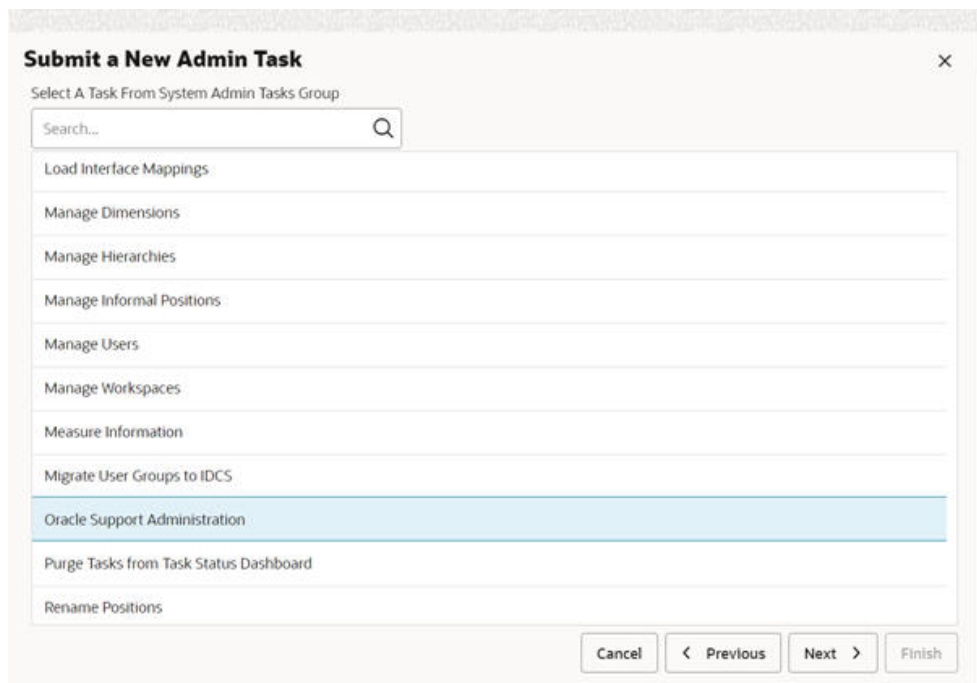 Submit a New Admin Task
Select A Task From System Admin Tasks Group
Search...
Load Interface Mappings
Manage Dimensions
Manage Hierarchies
Manage Informal Positions
Manage Users
Manage Workspaces
Measure Information
Migrate User Groups to IDCS
Oracle Support Administration
Purge Tasks from Task Status Dashboard
Rename Positions
Cancel Previous Next Finish